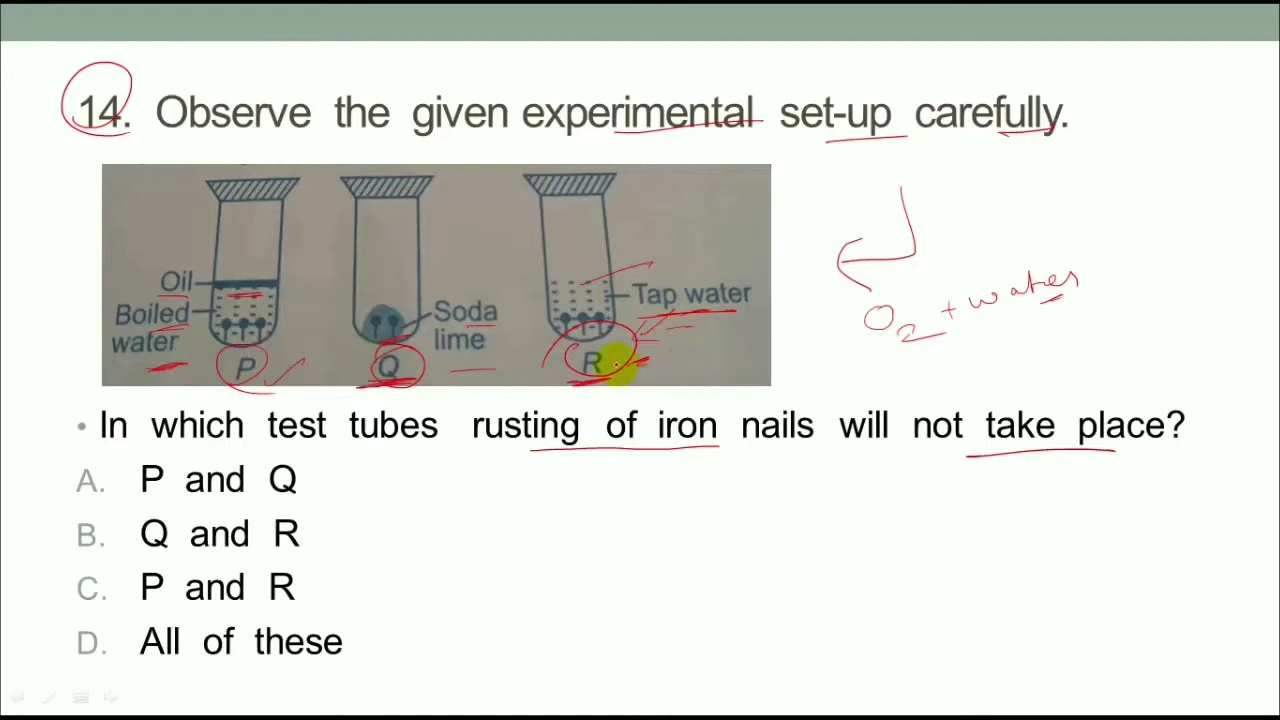 14. Observe the given experimental set-up carefully.
Oil
Boiled
water
P
Soda
lime
Q
Tap water
R
O2 + water
• In which test tubes rusting of iron nails will not take place?
A. P and Q
B. Q and R
C. P and R
D. All of these